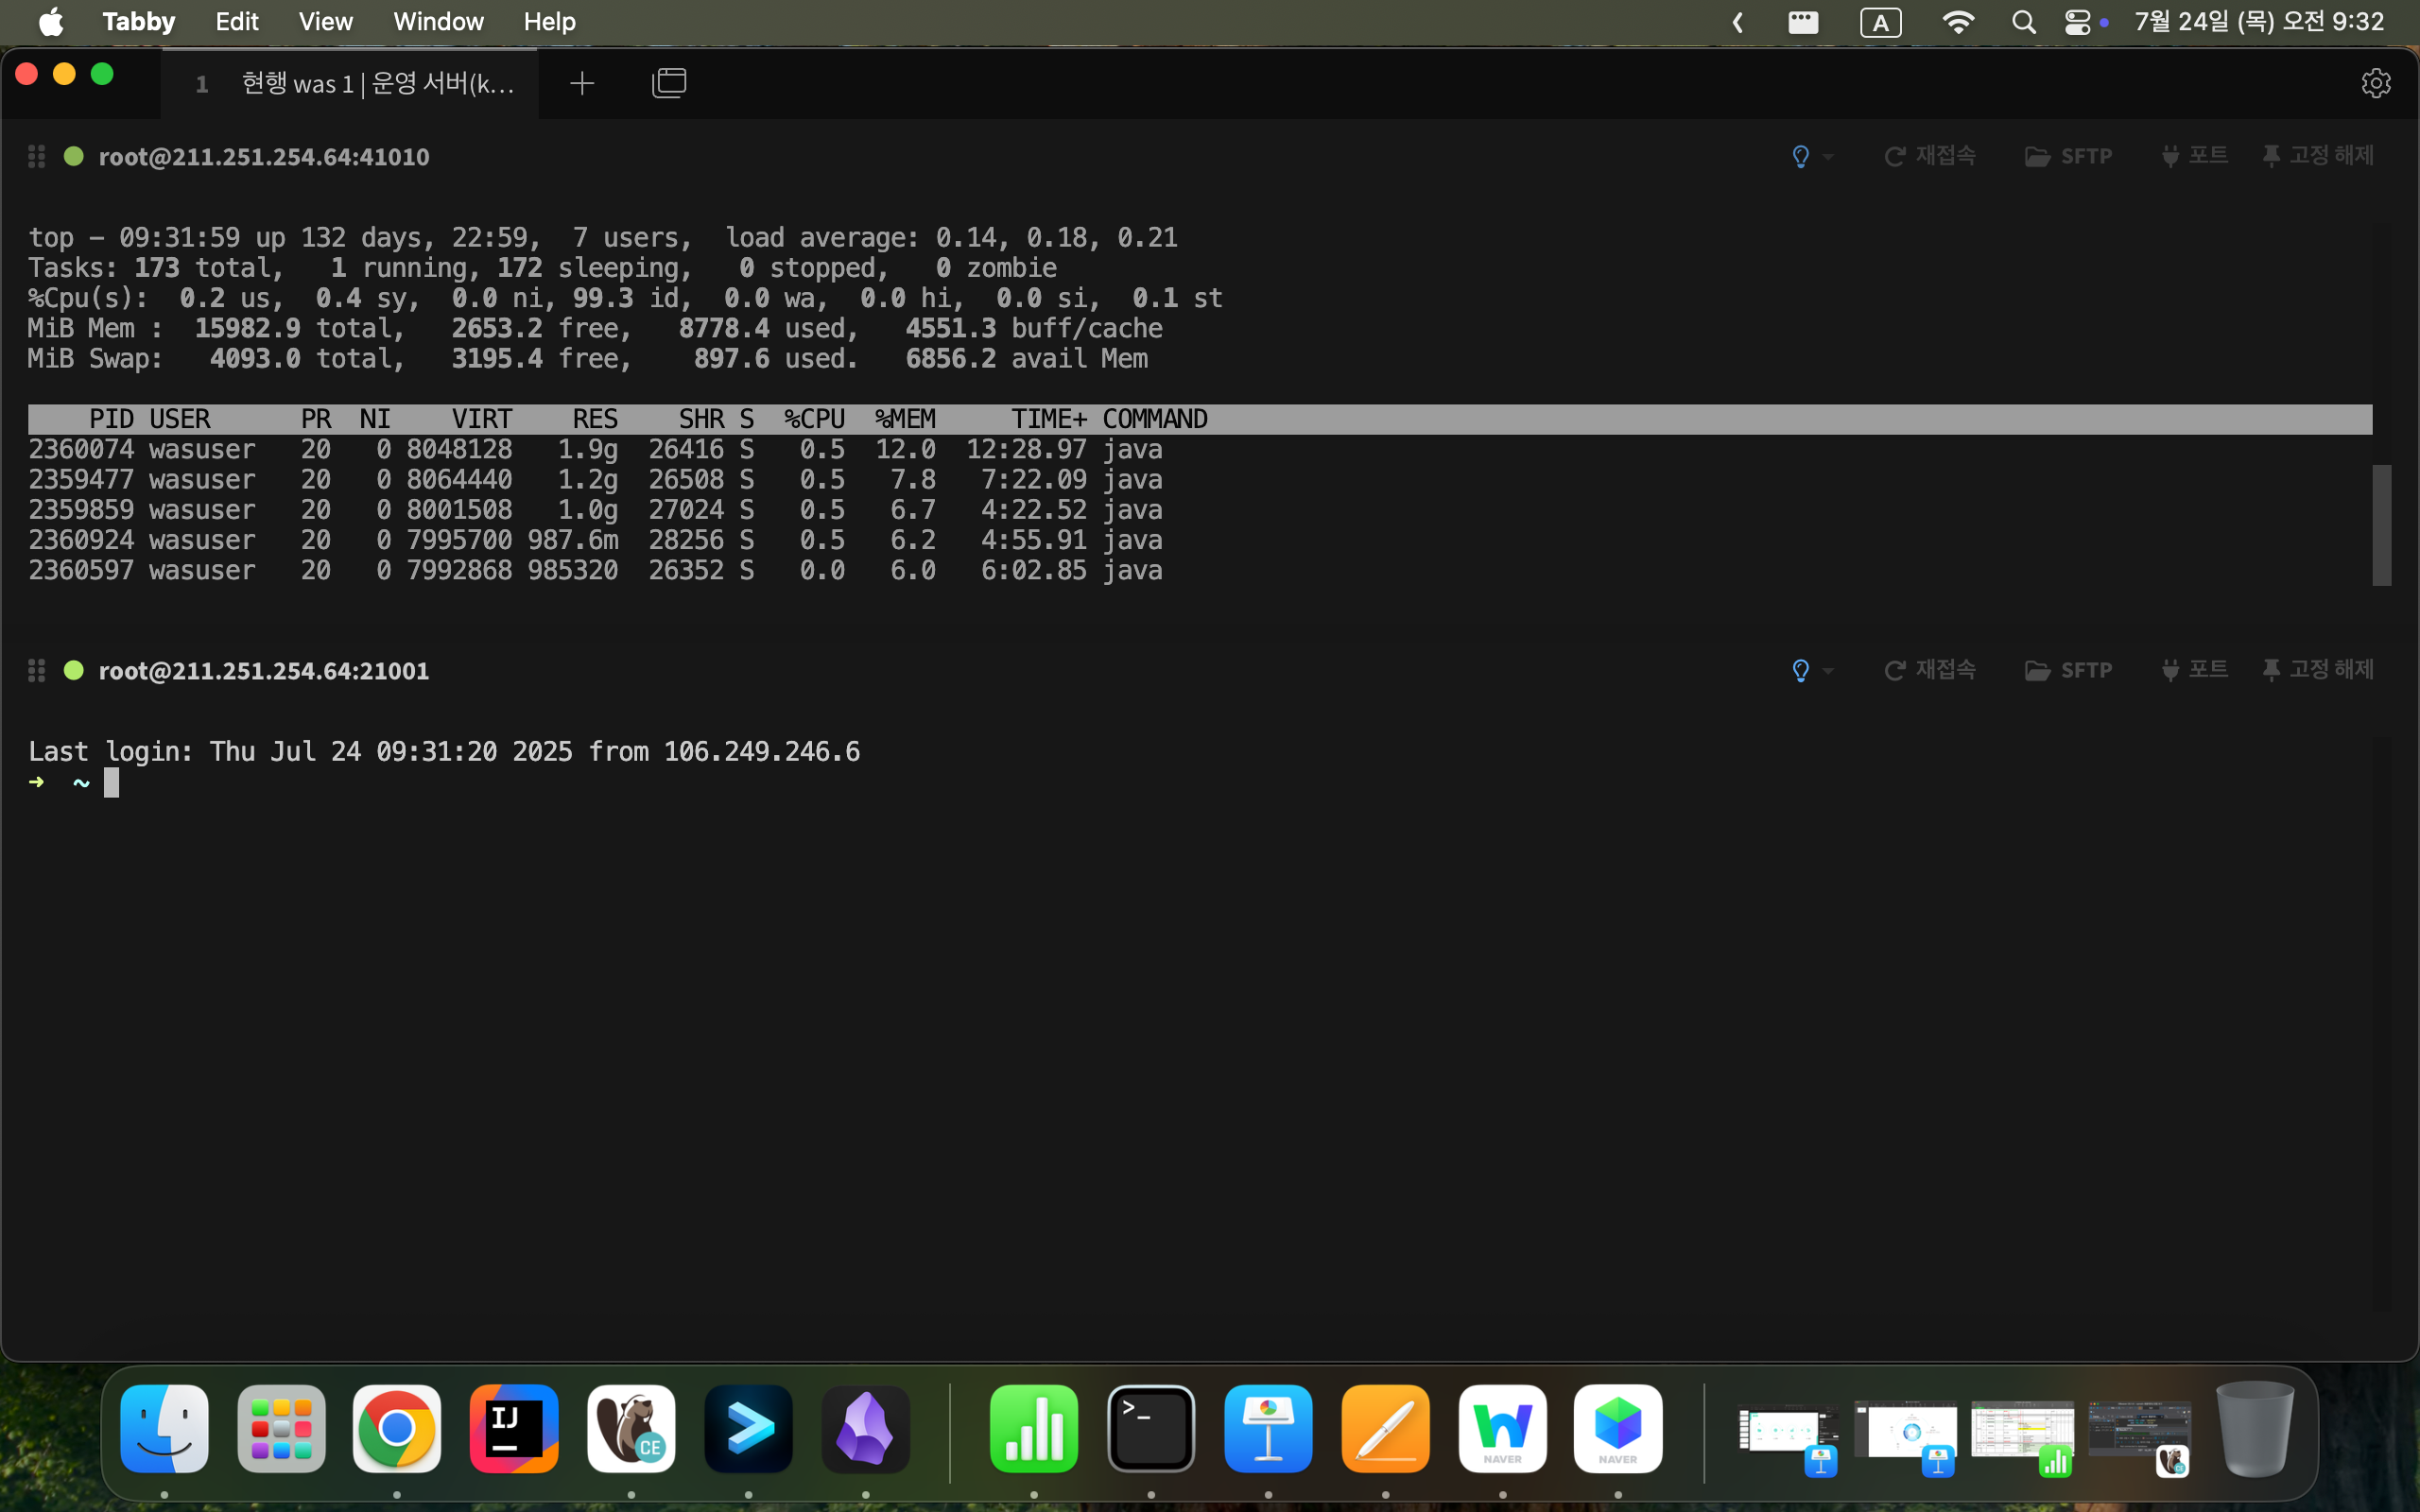 Tabby Edit View Window Help A 7월 24일 (목) 오전 9:32
1 현행 was 1 | 운영 서버(k...
root@211.251.254.64:41010 재접속 SFTP 포트 고정 해제
top - 09:31:59 up 132 days, 22:59, 7 users, load average: 0.14, 0.18, 0.21
Tasks: 173 total, 1 running, 172 sleeping, 0 stopped, 0 zombie
%Cpu(s): 0.2 us, 0.4 sy, 0.0 ni, 99.3 id, 0.0 wa, 0.0 hi, 0.0 si, 0.1 st
MiB Mem : 15982.9 total, 2653.2 free, 8778.4 used, 4551.3 buff/cache
MiB Swap: 4093.0 total, 3195.4 free, 897.6 used. 6856.2 avail Mem
PID USER PR NI VIRT RES SHR S %CPU %MEM TIME+ COMMAND
2360074 wasuser 20 0 8048128 1.9g 26416 S 0.5 12.0 12:28.97 java
2359477 wasuser 20 0 8064440 1.2g 26508 S 0.5 7.8 7:22.09 java
2359859 wasuser 20 0 8001508 1.0g 27024 S 0.5 6.7 4:22.52 java
2360924 wasuser 20 0 7995700 987.6m 28256 S 0.5 6.2 4:55.91 java
2360597 wasuser 20 0 7992868 985320 26352 S 0.0 6.0 6:02.85 java
root@211.251.254.64:21001 재접속 SFTP 포트 고정 해제
Last login: Thu Jul 24 09:31:20 2025 from 106.249.246.6
➜ ~
IJ CE >_ NAVER NAVER